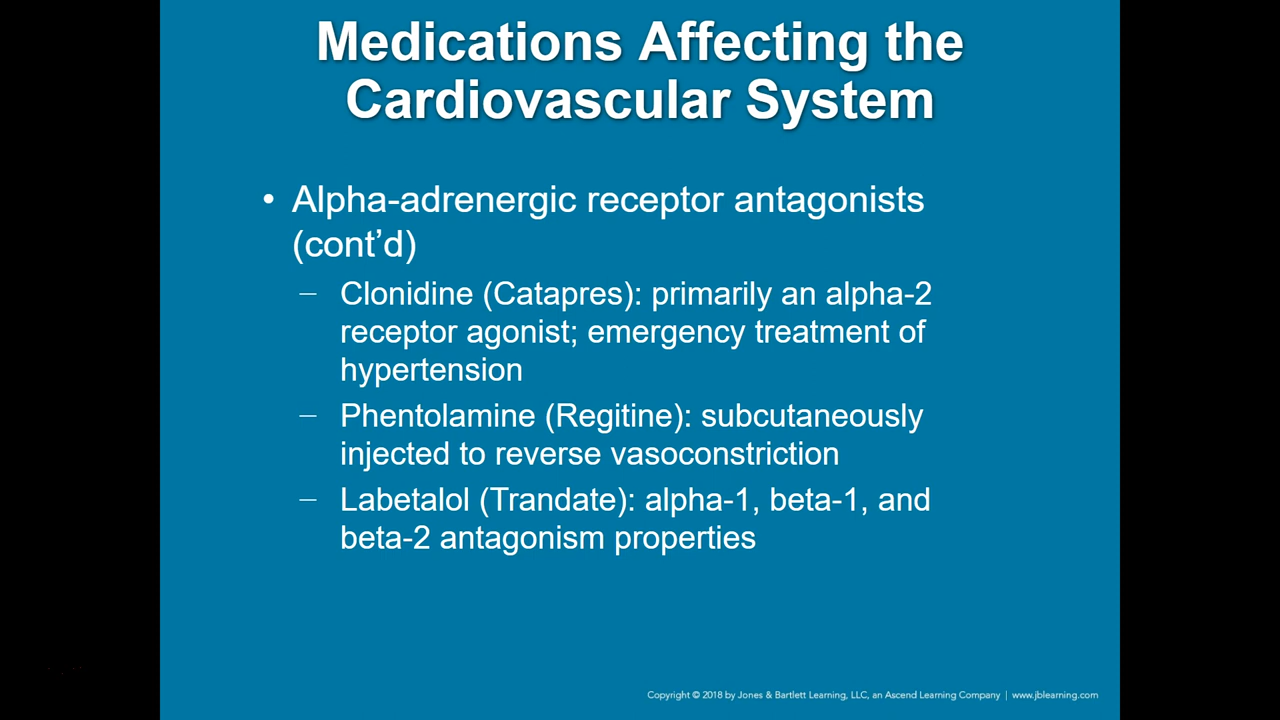 Medications Affecting the
Cardiovascular System
• Alpha-adrenergic receptor antagonists
(cont’d)
– Clonidine (Catapres): primarily an alpha-2
receptor agonist; emergency treatment of
hypertension
– Phentolamine (Regitine): subcutaneously
injected to reverse vasoconstriction
– Labetalol (Trandate): alpha-1, beta-1, and
beta-2 antagonism properties
Copyright © 2018 by Jones & Bartlett Learning, LLC, an Ascend Learning Company | www.jblearning.com